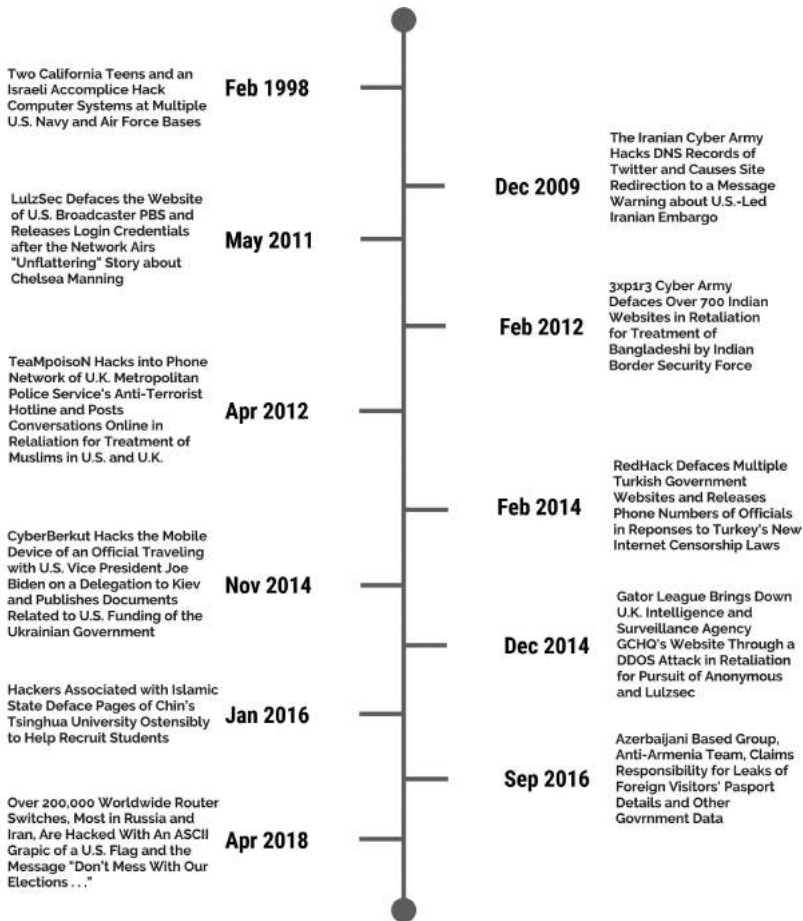 Two California Teens and an
Israeli Accomplice Hack
Computer Systems at Multiple
U.S. Navy and Air Force Bases
Feb 1998
Dec 2009
The Iranian Cyber Army
Hacks DNS Records of
Twitter and Causes Site
Redirection to a Message
Warning about U.S.-Led
Iranian Embargo
LulzSec Defaces the Website
of U.S. Broadcaster PBS and
Releases Login Credentials
after the Network Airs
"Unflattering" Story about
Chelsea Manning
May 2011
Feb 2012
3xp1r3 Cyber Army
Defaces Over 700 Indian
Websites in Retaliation
for Treatment of
Bangladeshi by Indian
Border Security Force
TeaMp0isoN Hacks into Phone
Network of U.K. Metropolitan
Police Service's Anti-Terrorist
Hotline and Posts
Conversations Online in
Relaliation for Treatment of
Muslims in U.S. and U.K.
Apr 2012
Feb 2014
RedHack Defaces Multiple
Turkish Government
Websites and Releases
Phone Numbers of Officials
in Reponses to Turkey's New
Internet Censorship Laws
CyberBerkut Hacks the Mobile
Device of an Official Traveling
with U.S. Vice President Joe
Biden on a Delegation to Kiev
and Publishes Documents
Related to U.S. Funding of the
Ukrainian Government
Nov 2014
Dec 2014
Gator League Brings Down
U.K. Intelligence and
Surveillance Agency
GCHQ's Website Through a
DDOS Attack in Retaliation
for Pursuit of Anonymous
and Lulzsec
Hackers Associated with Islamic
State Deface Pages of Chin's
Tsinghua University Ostensibly
to Help Recruit Students
Jan 2016
Sep 2016
Azerbaijani Based Group,
Anti-Armenia Team, Claims
Responsibility for Leaks of
Foreign Visitors' Pasport
Details and Other
Govrnment Data
Over 200,000 Worldwide Router
Switches, Most in Russia and
Iran, Are Hacked With An ASCII
Grapic of a U.S. Flag and the
Message "Don't Mess With Our
Elections . . ."
Apr 2018